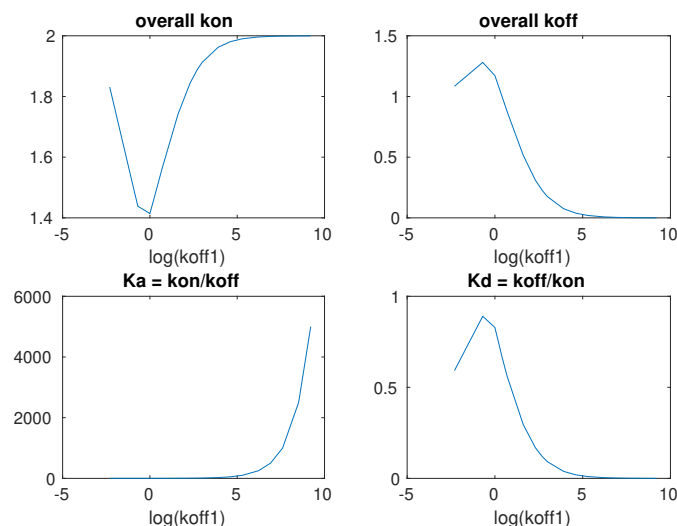 overall kon
2
1.8
1.6
1.4
-5 0 5 10
log(koff1)
overall koff
1.5
1
0.5
0
-5 0 5 10
log(koff1)
Ka = kon/koff
6000
4000
2000
0
-5 0 5 10
log(koff1)
Kd = koff/kon
1
0.5
0
-5 0 5 10
log(koff1)